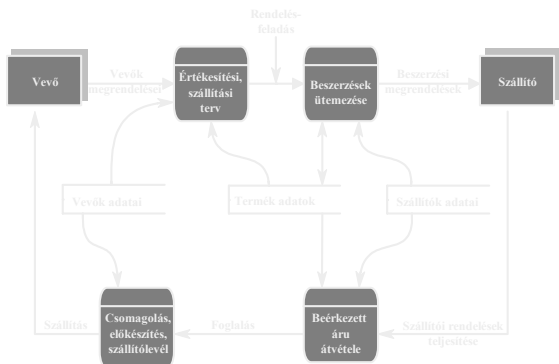 Rendelés-
feladás
Vevő
Vevők
megrendelései
Értékesítési,
szállítási
terv
Beszerzések
ütemezése
Beszerzési
megrendelések
Szállító
Vevők adatai
Termék adatok
Szállítók adatai
Szállítás
Csomagolás,
előkészítés,
szállítólevél
Foglalás
Beérkezett
áru
átvétele
Szállítói rendelések
teljesítése